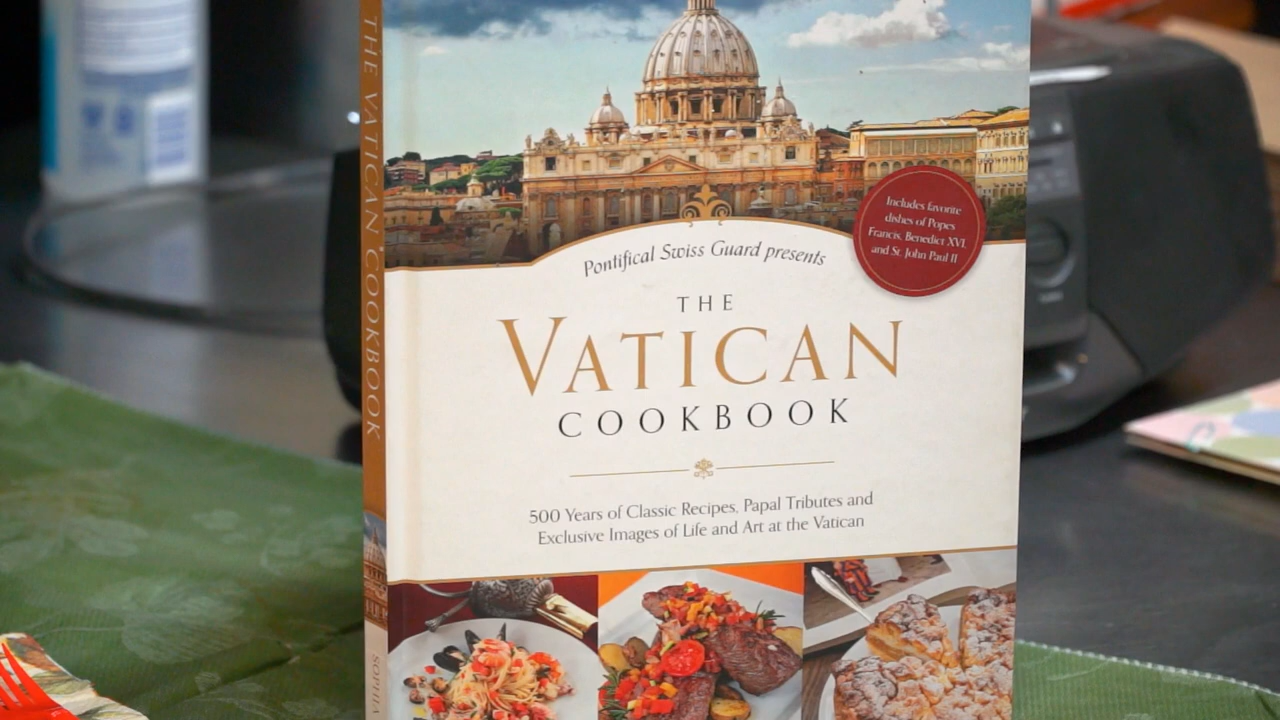 THE VATICAN COOKBOOK
SOPHIA
Includes favorite
dishes of Popes
Francis, Benedict XVI,
and St. John Paul II
Pontifical Swiss Guard presents
THE
VATICAN
COOKBOOK
500 Years of Classic Recipes, Papal Tributes and
Exclusive Images of Life and Art at the Vatican